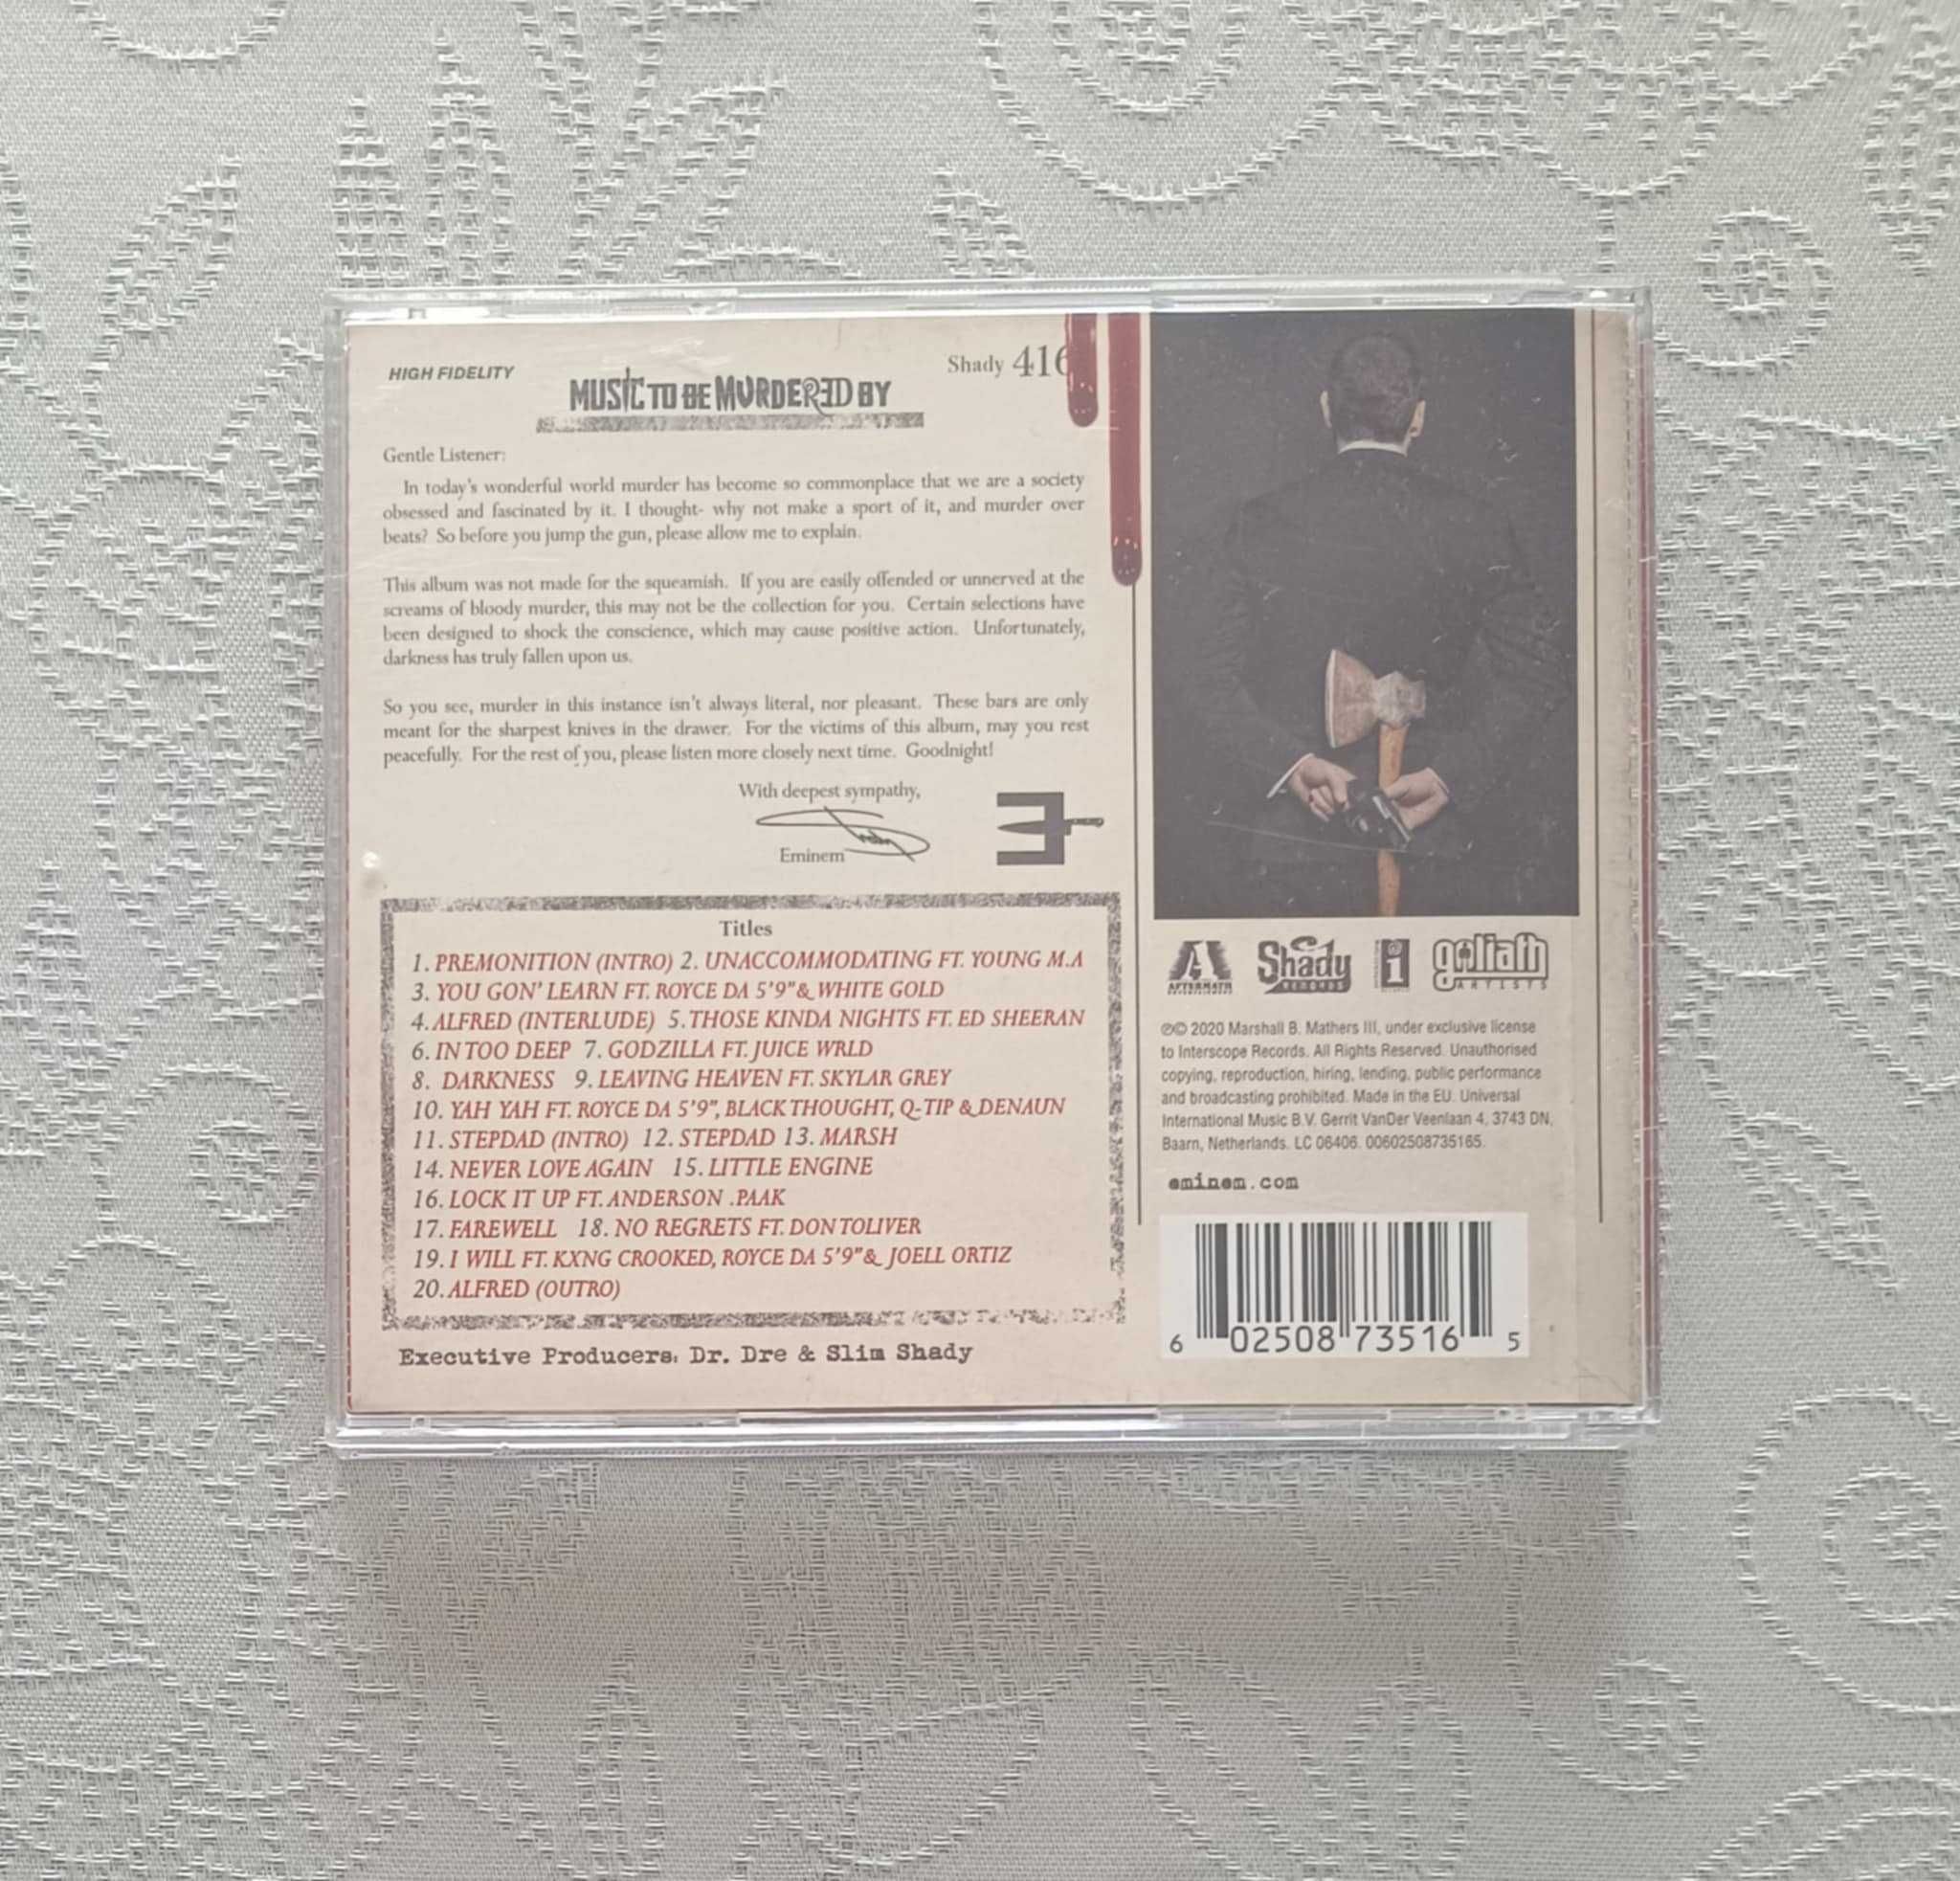 HIGH FIDELITY
Shady 416
MUSIC TO BE MURDERED BY
Gentle Listener:
In today's wonderful world murder has become so commonplace that we are a society
obsessed and fascinated by it. I thought- why not make a sport of it, and murder over
beats? So before you jump the gun, please allow me to explain.
This album was not made for the squeamish. If you are easily offended or unnerved at the
screams of bloody murder, this may not be the collection for you. Certain selections have
been designed to shock the conscience, which may cause positive action. Unfortunately,
darkness has truly fallen upon us.
So you see, murder in this instance isn't always literal, nor pleasant. These bars are only
meant for the sharpest knives in the drawer. For the victims of this album, may you rest
peacefully. For the rest of you, please listen more closely next time. Goodnight!
With deepest sympathy,
Eminem
Titles
1. PREMONITION (INTRO) 2. UNACCOMMODATING FT. YOUNG M.A
3. YOU GON' LEARN FT. ROYCE DA 5'9" & WHITE GOLD
4. ALFRED (INTERLUDE) 5. THOSE KINDA NIGHTS FT. ED SHEERAN
6. IN TOO DEEP 7. GODZILLA FT. JUICE WRLD
8. DARKNESS 9. LEAVING HEAVEN FT. SKYLAR GREY
10. YAH YAH FT. ROYCE DA 5'9", BLACK THOUGHT, Q-TIP & DENAUN
11. STEPDAD (INTRO) 12. STEPDAD 13. MARSH
14. NEVER LOVE AGAIN 15. LITTLE ENGINE
16. LOCK IT UP FT. ANDERSON .PAAK
17. FAREWELL 18. NO REGRETS FT. DON TOLIVER
19. I WILL FT. KXNG CROOKED, ROYCE DA 5'9" & JOELL ORTIZ
20. ALFRED (OUTRO)
Executive Producers: Dr. Dre & Slim Shady
AFTERMATH
Shady
RECORDS
i
goliath
ARTISTS
℗© 2020 Marshall B. Mathers III, under exclusive license
to Interscope Records. All Rights Reserved. Unauthorised
copying, reproduction, hiring, lending, public performance
and broadcasting prohibited. Made in the EU. Universal
International Music B.V. Gerrit VanDer Veenlaan 4, 3743 DN,
Baarn, Netherlands. LC 06406. 00602508735165.
eminem.com
6 02508 73516 5